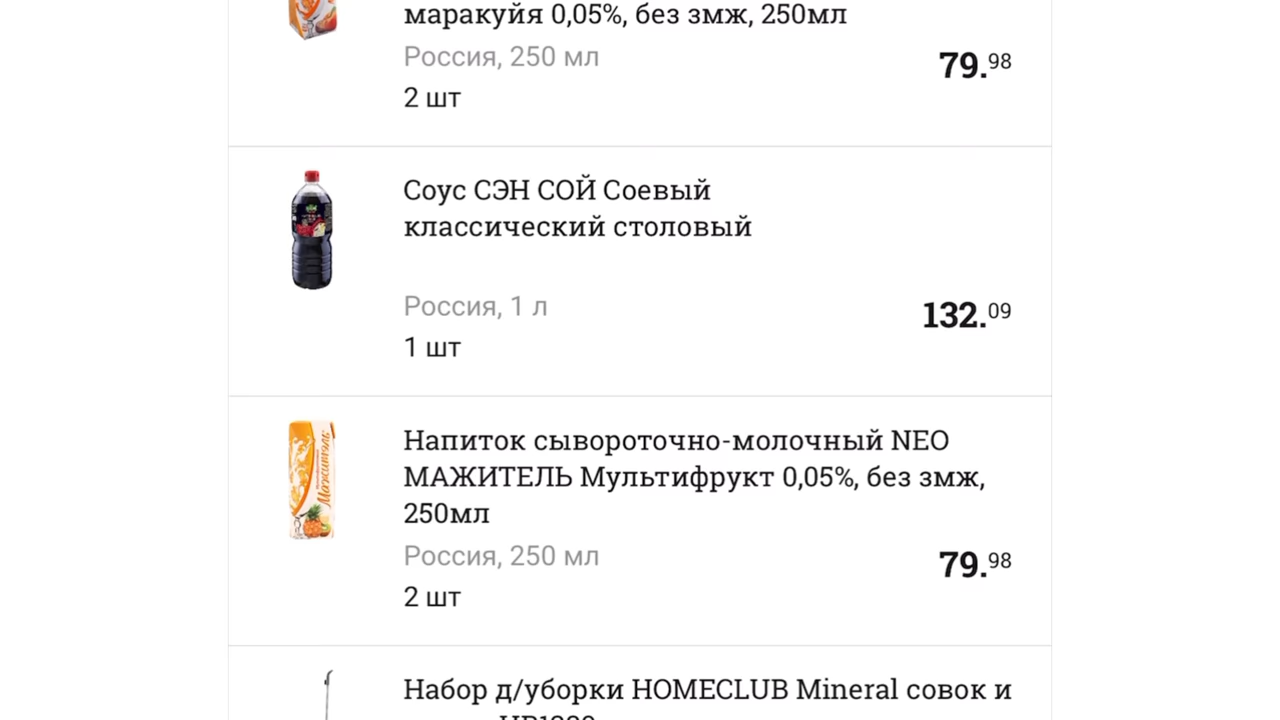 маракуйя 0,05%, без змж, 250мл
Россия, 250 мл
79.98
2 шт
Соус СЭН СОЙ Соевый
классический столовый
Россия, 1 л
132.09
1 шт
Напиток сывороточно-молочный NEO
МАЖИТЕЛЬ Мультифрукт 0,05%, без змж,
250мл
Мажитель
Россия, 250 мл
79.98
2 шт
Набор д/уборки HOMECLUB Mineral совок и